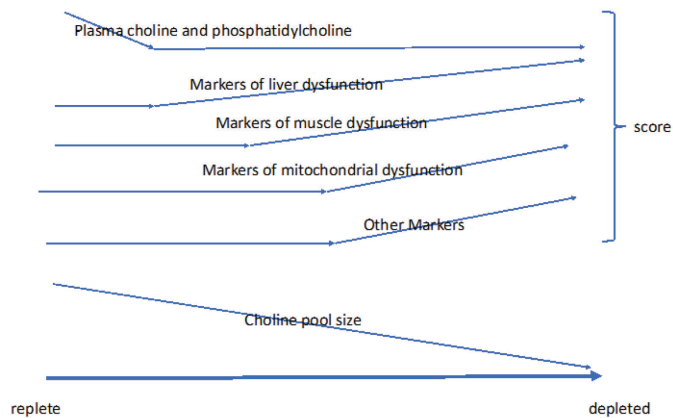 Plasma choline and phosphatidylcholine
Markers of liver dysfunction
Markers of muscle dysfunction
score
Markers of mitochondrial dysfunction
Other Markers
Choline pool size
replete
depleted